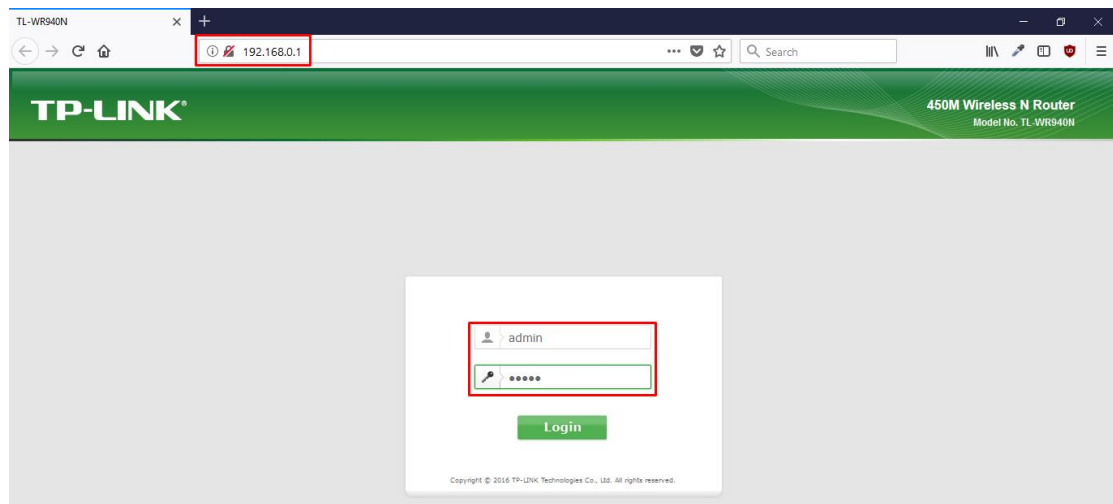 TL-WR940N
192.168.0.1
Search
TP-LINK®
450M Wireless N Router
Model No. TL-WR940N
admin
•••••
Login
Copyright © 2016 TP-LINK Technologies Co., Ltd. All rights reserved.